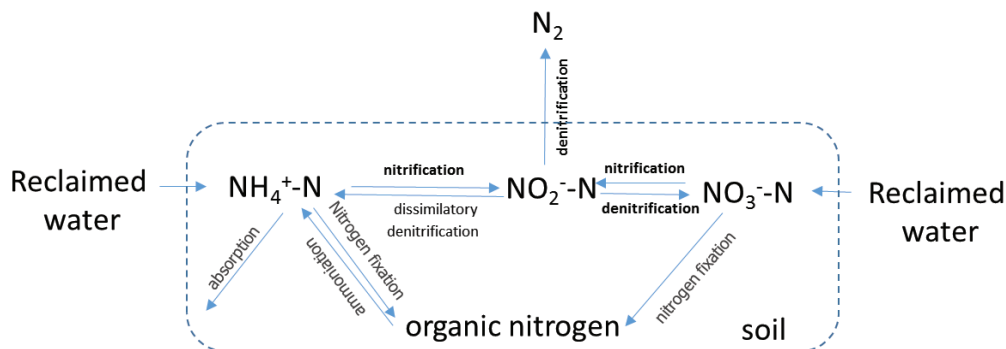 N₂
denitrification
Reclaimed
water
NH₄⁺-N
nitrification
dissimilatory
denitrification
NO₂⁻-N
nitrification
denitrification
NO₃⁻-N
Reclaimed
water
absorption
Nitrogen fixation
ammoniation
nitrogen fixation
organic nitrogen
soil